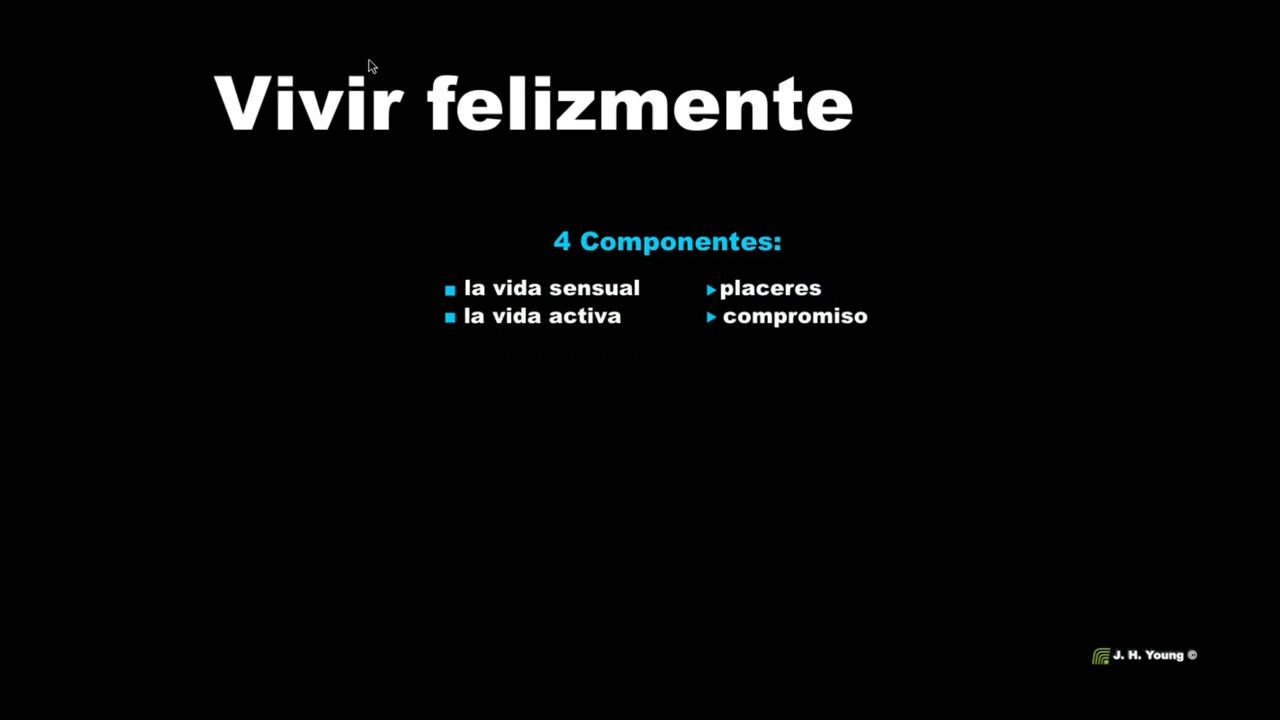 Vivir felizmente
4 Componentes:
la vida sensual placeres
la vida activa compromiso
J. H. Young ©